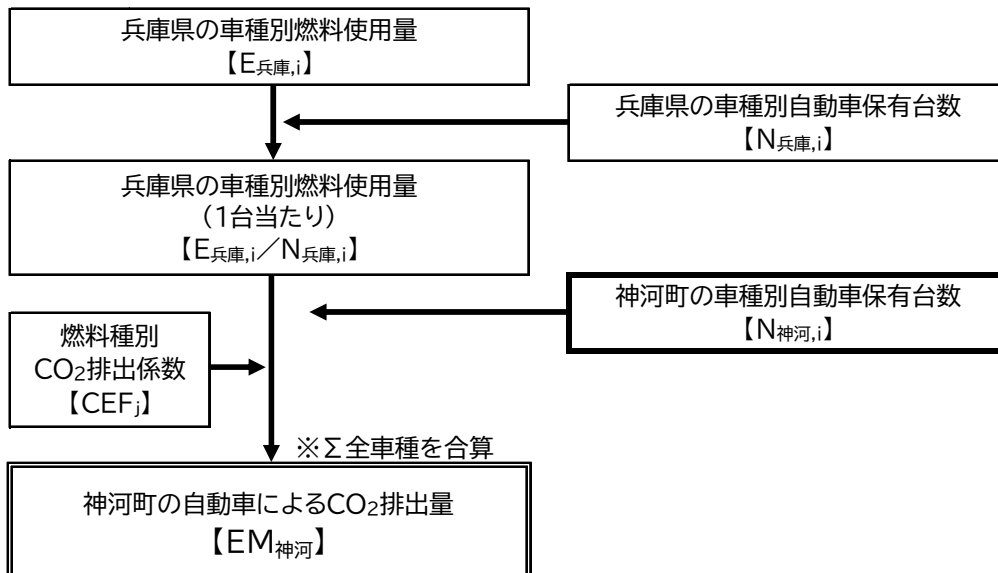 兵庫県の車種別燃料使用量
【E兵庫,i】
兵庫県の車種別自動車保有台数
【N兵庫,i】
兵庫県の車種別燃料使用量
（1台当たり）
【E兵庫,i／N兵庫,i】
神河町の車種別自動車保有台数
【N神河,i】
燃料種別
CO2排出係数
【CEFj】
※Σ全車種を合算
神河町の自動車によるCO2排出量
【EM神河】